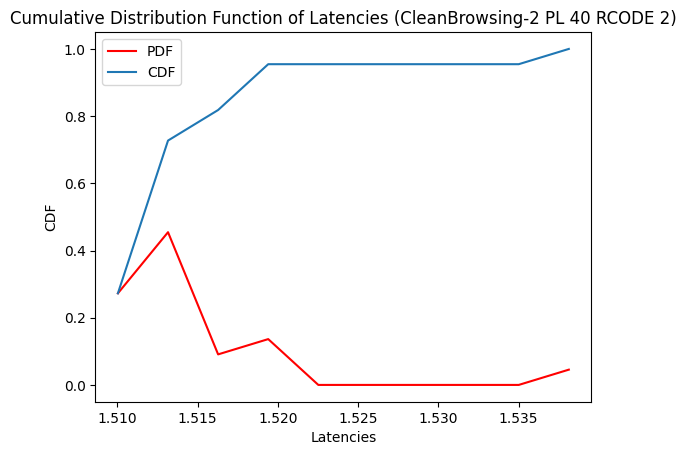 Cumulative Distribution Function of Latencies (CleanBrowsing-2 PL 40 RCODE 2)
PDF
CDF
1.0
0.8
0.6
0.4
0.2
0.0
CDF
1.510 1.515 1.520 1.525 1.530 1.535
Latencies